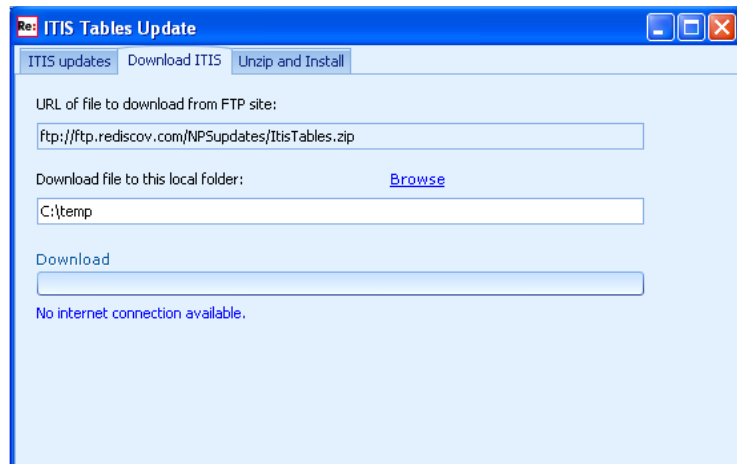 Re: ITIS Tables Update
ITIS updates Download ITIS Unzip and Install
URL of file to download from FTP site:
ftp://ftp.rediscov.com/NPSupdates/ItisTables.zip
Download file to this local folder: Browse
C:\temp
Download
No internet connection available.